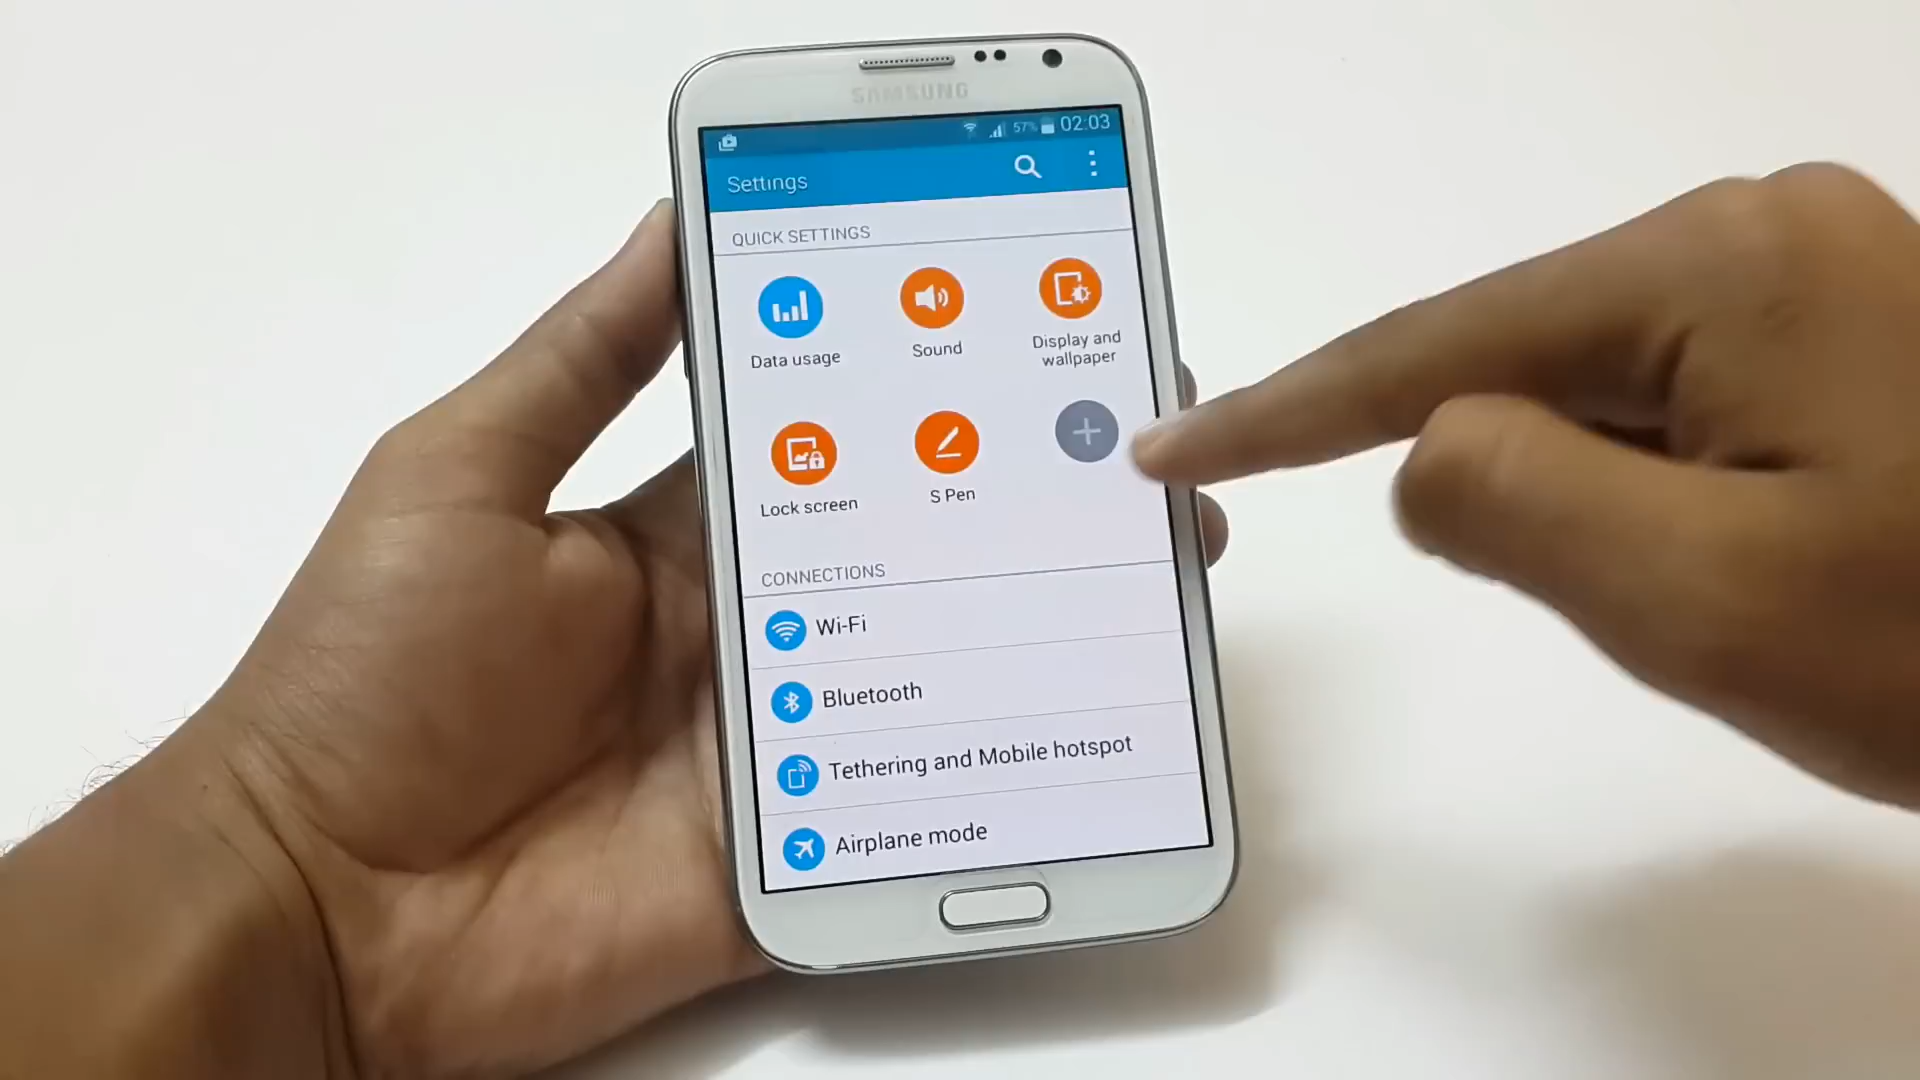 SAMSUNG
57% 02:03
Settings
QUICK SETTINGS
Data usage
Sound
Display and
wallpaper
Lock screen
S Pen
CONNECTIONS
Wi-Fi
Bluetooth
Tethering and Mobile hotspot
Airplane mode